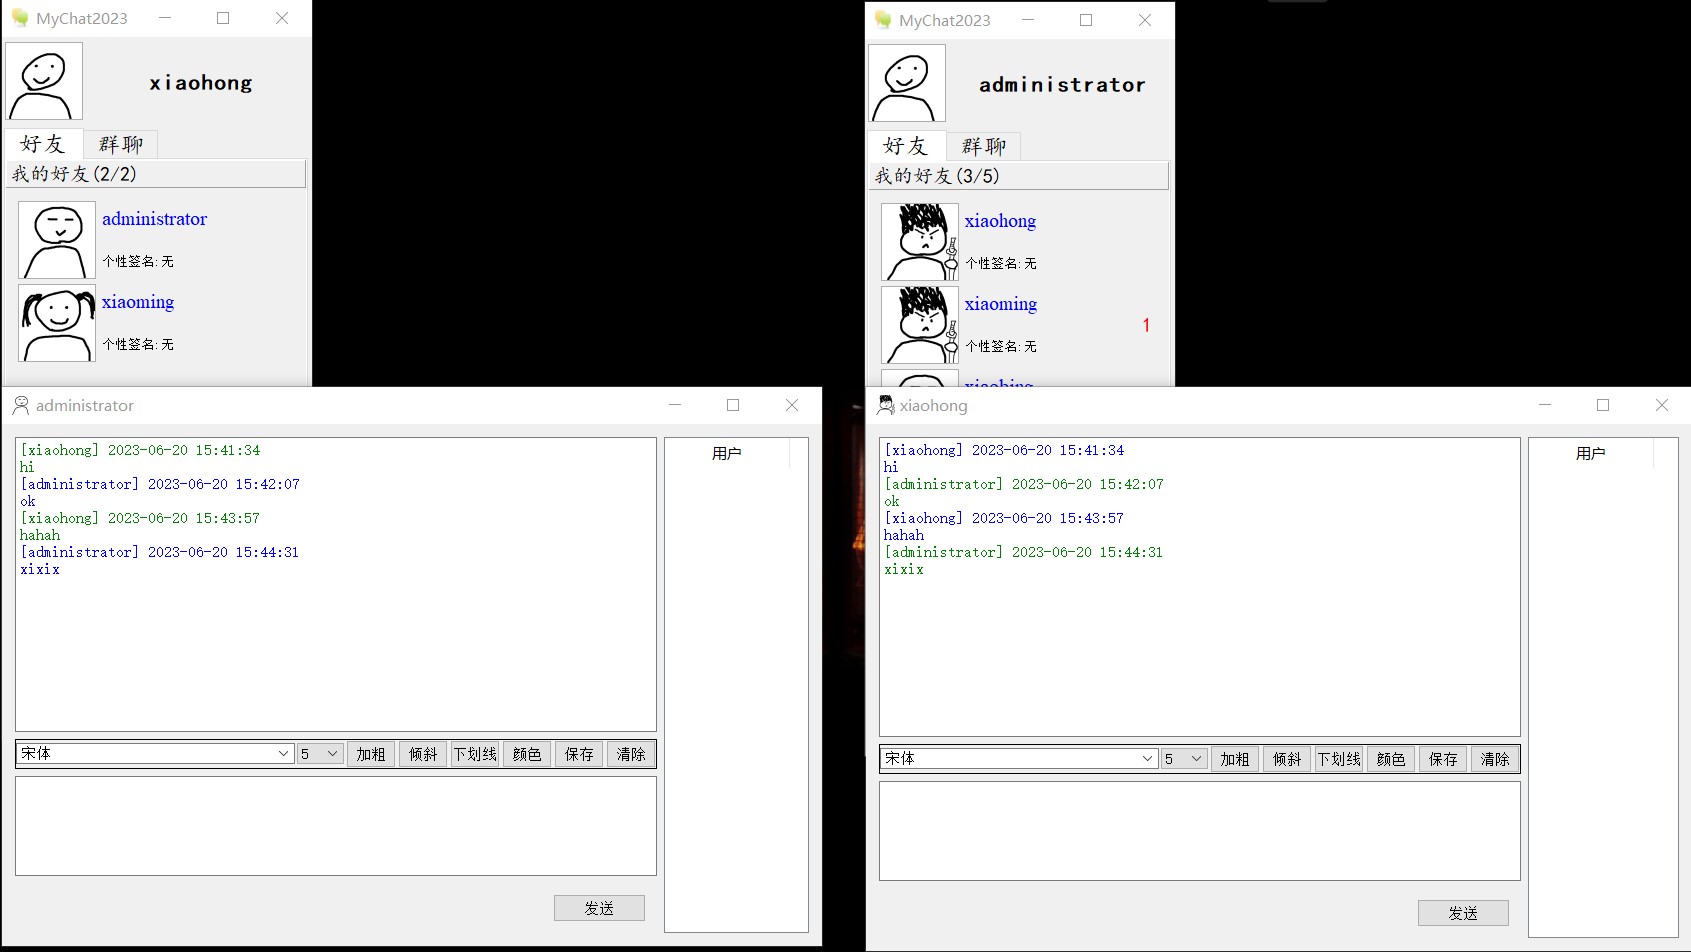 MyChat2023
xiaohong
好友
群聊
我的好友(2/2)
administrator
个性签名: 无
xiaoming
个性签名: 无
administrator
[xiaohong] 2023-06-20 15:41:34
hi
[administrator] 2023-06-20 15:42:07
ok
[xiaohong] 2023-06-20 15:43:57
hahah
[administrator] 2023-06-20 15:44:31
xixix
用户
宋体
5
加粗
倾斜
下划线
颜色
保存
清除
发送
MyChat2023
administrator
好友
群聊
我的好友(3/5)
xiaohong
个性签名: 无
xiaoming
1
个性签名: 无
xiaohong
[xiaohong] 2023-06-20 15:41:34
hi
[administrator] 2023-06-20 15:42:07
ok
[xiaohong] 2023-06-20 15:43:57
hahah
[administrator] 2023-06-20 15:44:31
xixix
用户
宋体
5
加粗
倾斜
下划线
颜色
保存
清除
发送